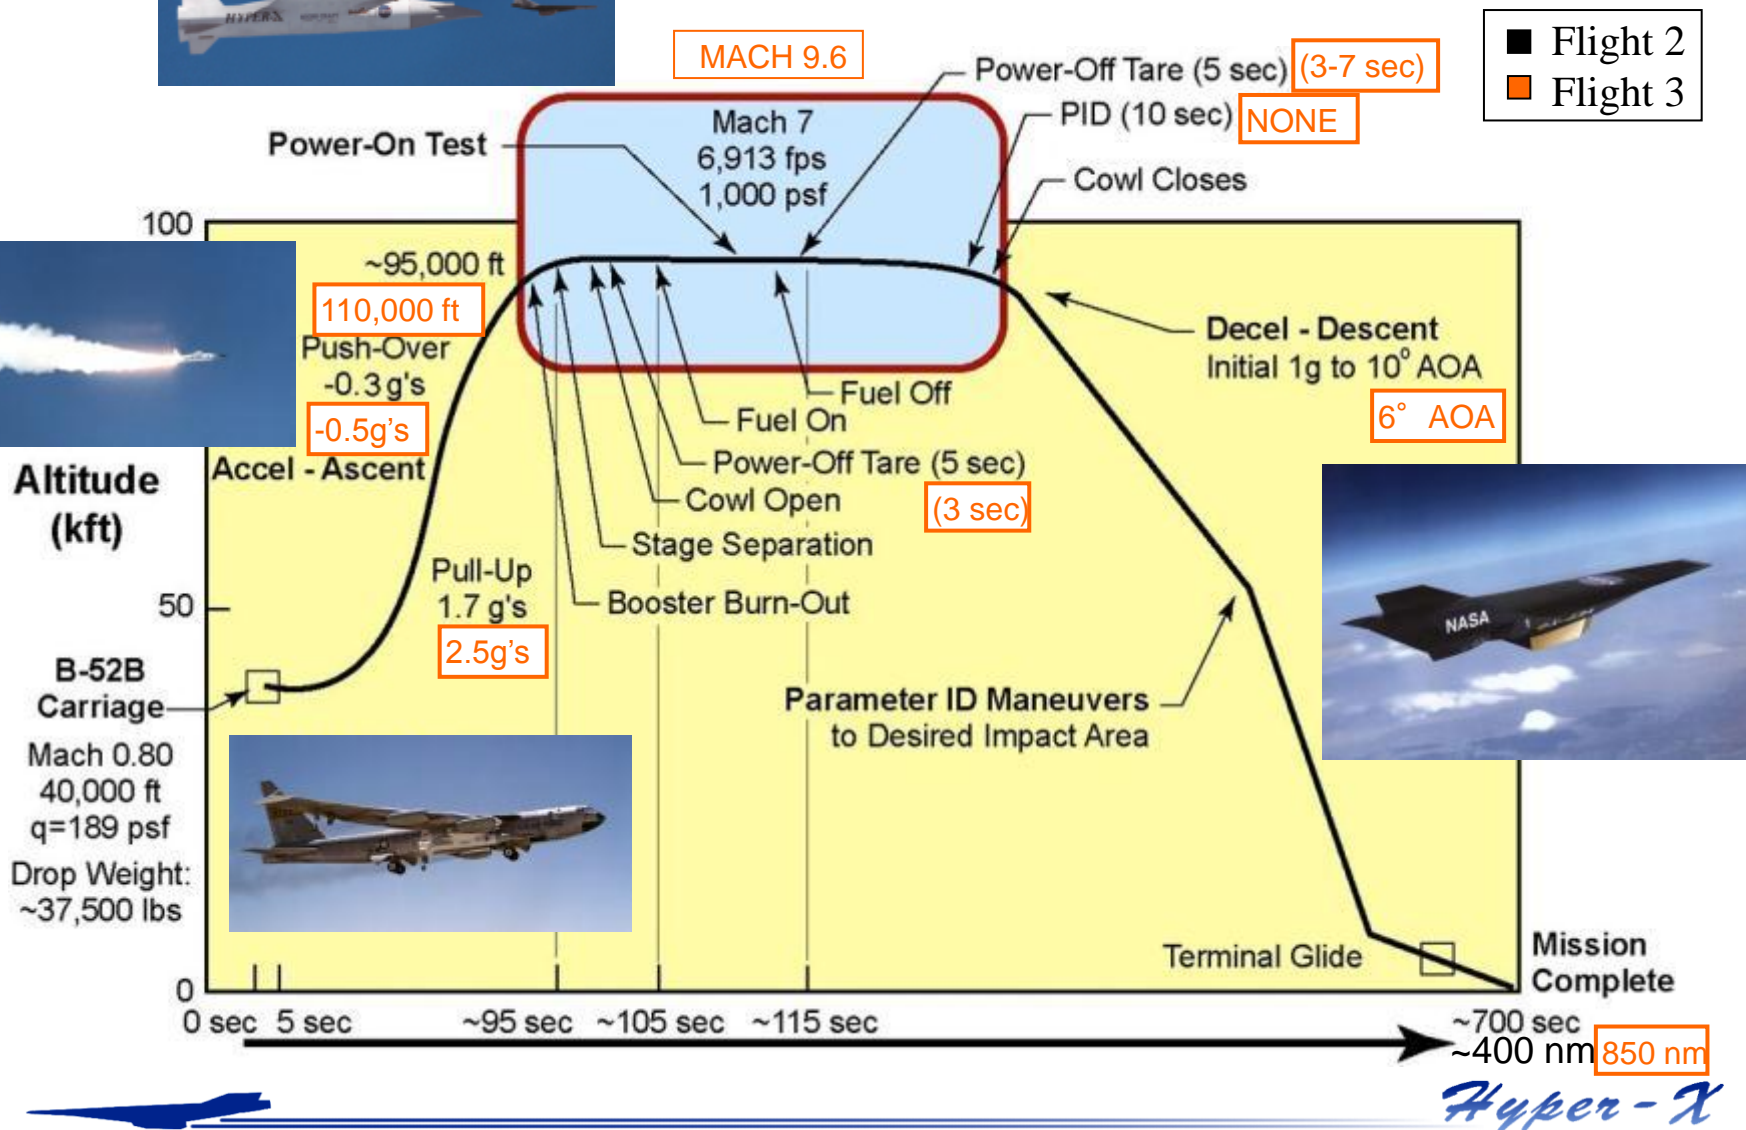 HYPER-X
MACH 9.6
Flight 2
Flight 3
Power-Off Tare (5 sec) (3-7 sec)
PID (10 sec) NONE
Cowl Closes
Power-On Test
Mach 7
6,913 fps
1,000 psf
100
~95,000 ft
110,000 ft
Push-Over
-0.3 g's
-0.5g’s
Accel - Ascent
Decel - Descent
Initial 1g to 10° AOA
6° AOA
Fuel Off
Fuel On
Power-Off Tare (5 sec)
(3 sec)
Cowl Open
Stage Separation
Booster Burn-Out
Altitude
(kft)
Pull-Up
1.7 g's
2.5g’s
50
NASA
B-52B
Carriage
Mach 0.80
40,000 ft
q=189 psf
Drop Weight:
~37,500 lbs
Parameter ID Maneuvers
to Desired Impact Area
Terminal Glide
Mission
Complete
0
0 sec 5 sec ~95 sec ~105 sec ~115 sec ~700 sec
~400 nm 850 nm
Hyper-X